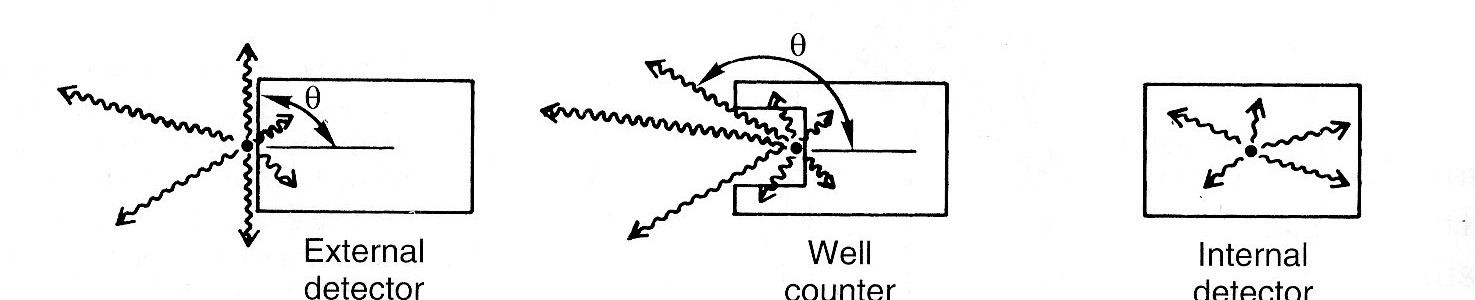 θ
θ
External
detector
Well
counter
Internal
detector